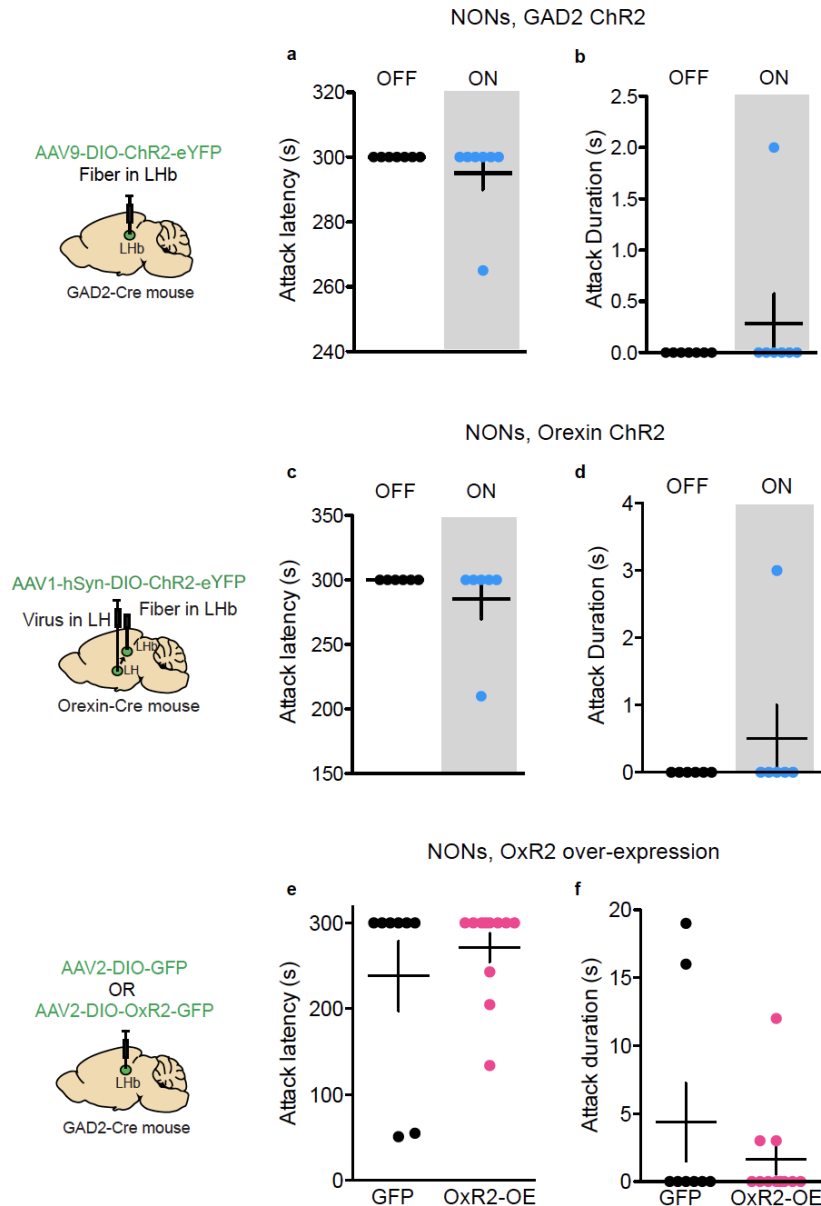 NONs, GAD2 ChR2
a
OFF ON
320
300
280
260
240
Attack latency (s)
b
OFF ON
2.5
2.0
1.5
1.0
0.5
0.0
Attack Duration (s)
AAV9-DIO-ChR2-eYFP
Fiber in LHb
LHb
GAD2-Cre mouse
NONs, Orexin ChR2
c
OFF ON
350
300
250
200
150
Attack latency (s)
d
OFF ON
4
3
2
1
0
Attack Duration (s)
AAV1-hSyn-DIO-ChR2-eYFP
Virus in LH
Fiber in LHb
LHb
LH
Orexin-Cre mouse
NONs, OxR2 over-expression
e
300
200
100
0
Attack latency (s)
GFP OxR2-OE
f
20
15
10
5
0
Attack duration (s)
GFP OxR2-OE
AAV2-DIO-GFP
OR
AAV2-DIO-OxR2-GFP
LHb
GAD2-Cre mouse